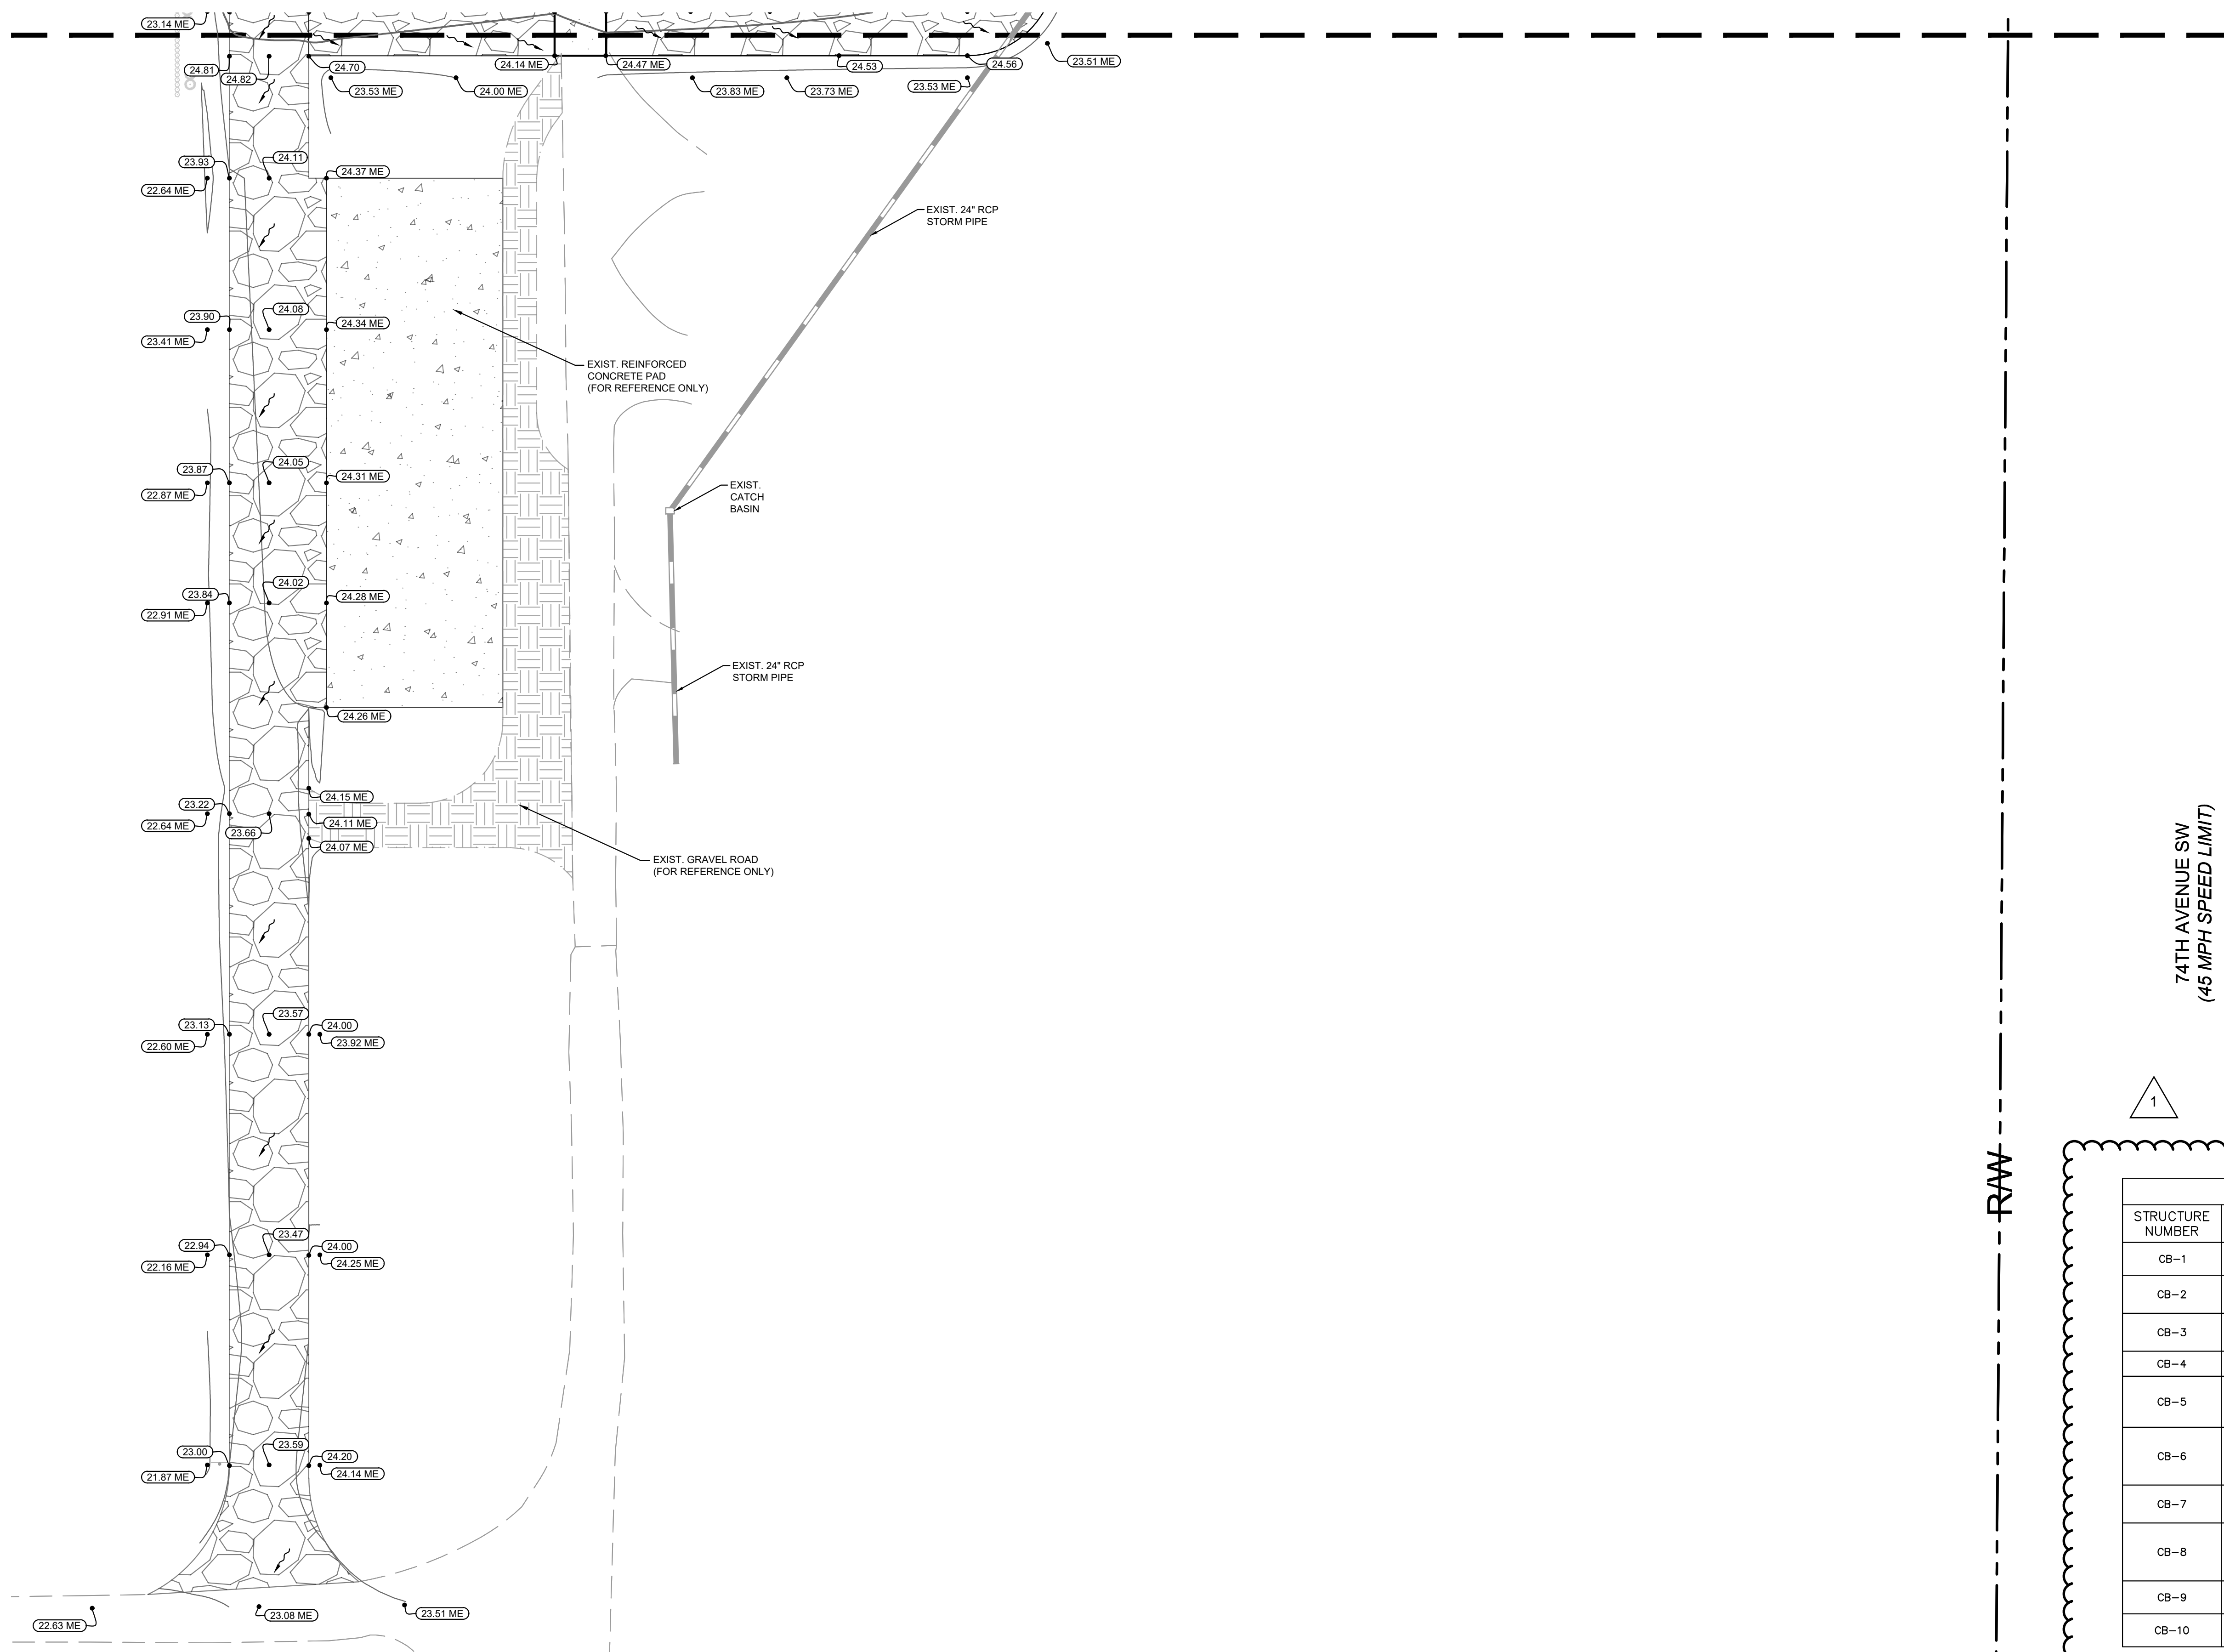 23.14 ME
24.81
24.82
24.70
24.14 ME
24.47 ME
24.53
24.56
23.51 ME
23.53 ME
24.00 ME
23.83 ME
23.73 ME
23.53 ME
23.93
24.11
24.37 ME
22.64 ME
EXIST. 24" RCP
STORM PIPE
23.90
24.08
24.34 ME
23.41 ME
EXIST. REINFORCED
CONCRETE PAD
(FOR REFERENCE ONLY)
23.87
24.05
24.31 ME
22.87 ME
EXIST.
CATCH
BASIN
23.84
24.02
24.28 ME
22.91 ME
EXIST. 24" RCP
STORM PIPE
24.26 ME
23.22
24.15 ME
22.64 ME
23.66
24.11 ME
24.07 ME
EXIST. GRAVEL ROAD
(FOR REFERENCE ONLY)
74TH AVENUE SW
(45 MPH SPEED LIMIT)
23.13
23.57
24.00
22.60 ME
23.92 ME
1
R/W
22.94
23.47
24.00
22.16 ME
24.25 ME
23.00
23.59
24.20
21.87 ME
24.14 ME
22.63 ME
23.08 ME
23.51 ME
STRUCTURE
NUMBER
CB-1
CB-2
CB-3
CB-4
CB-5
CB-6
CB-7
CB-8
CB-9
CB-10